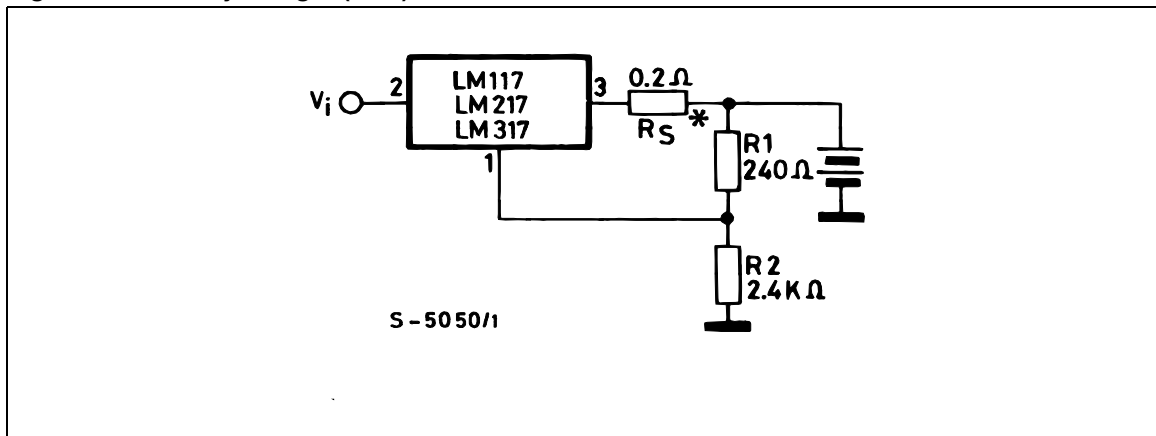 LM117
LM217
LM317
Vi
2
3
1
0.2Ω
RS *
R1
240Ω
R2
2.4KΩ
S-5050/1